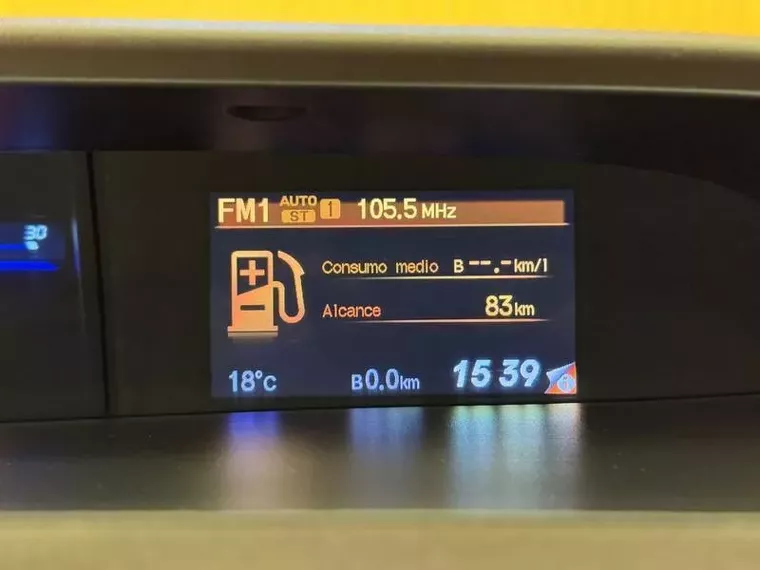 30
FM1 AUTO ST 1 105.5 MHz
Consumo medio B --.- km/l
Alcance 83 km
18°C B 0.0 km 15 39